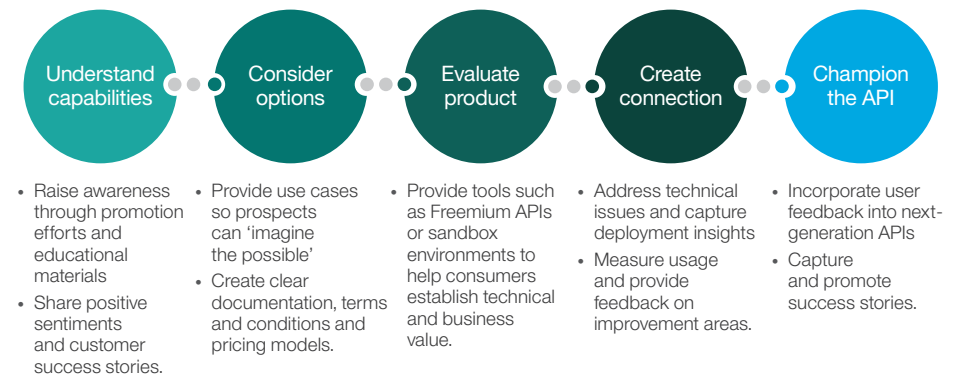 Understand
capabilities
Consider
options
Evaluate
product
Create
connection
Champion
the API
• Raise awareness
through promotion
efforts and
educational
materials
• Share positive
sentiments
and customer
success stories.
• Provide use cases
so prospects
can ‘imagine
the possible’
• Create clear
documentation, terms
and conditions and
pricing models.
• Provide tools such
as Freemium APIs
or sandbox
environments to
help consumers
establish technical
and business
value.
• Address technical
issues and capture
deployment insights
• Measure usage
and provide
feedback on
improvement areas.
• Incorporate user
feedback into next-
generation APIs
• Capture
and promote
success stories.